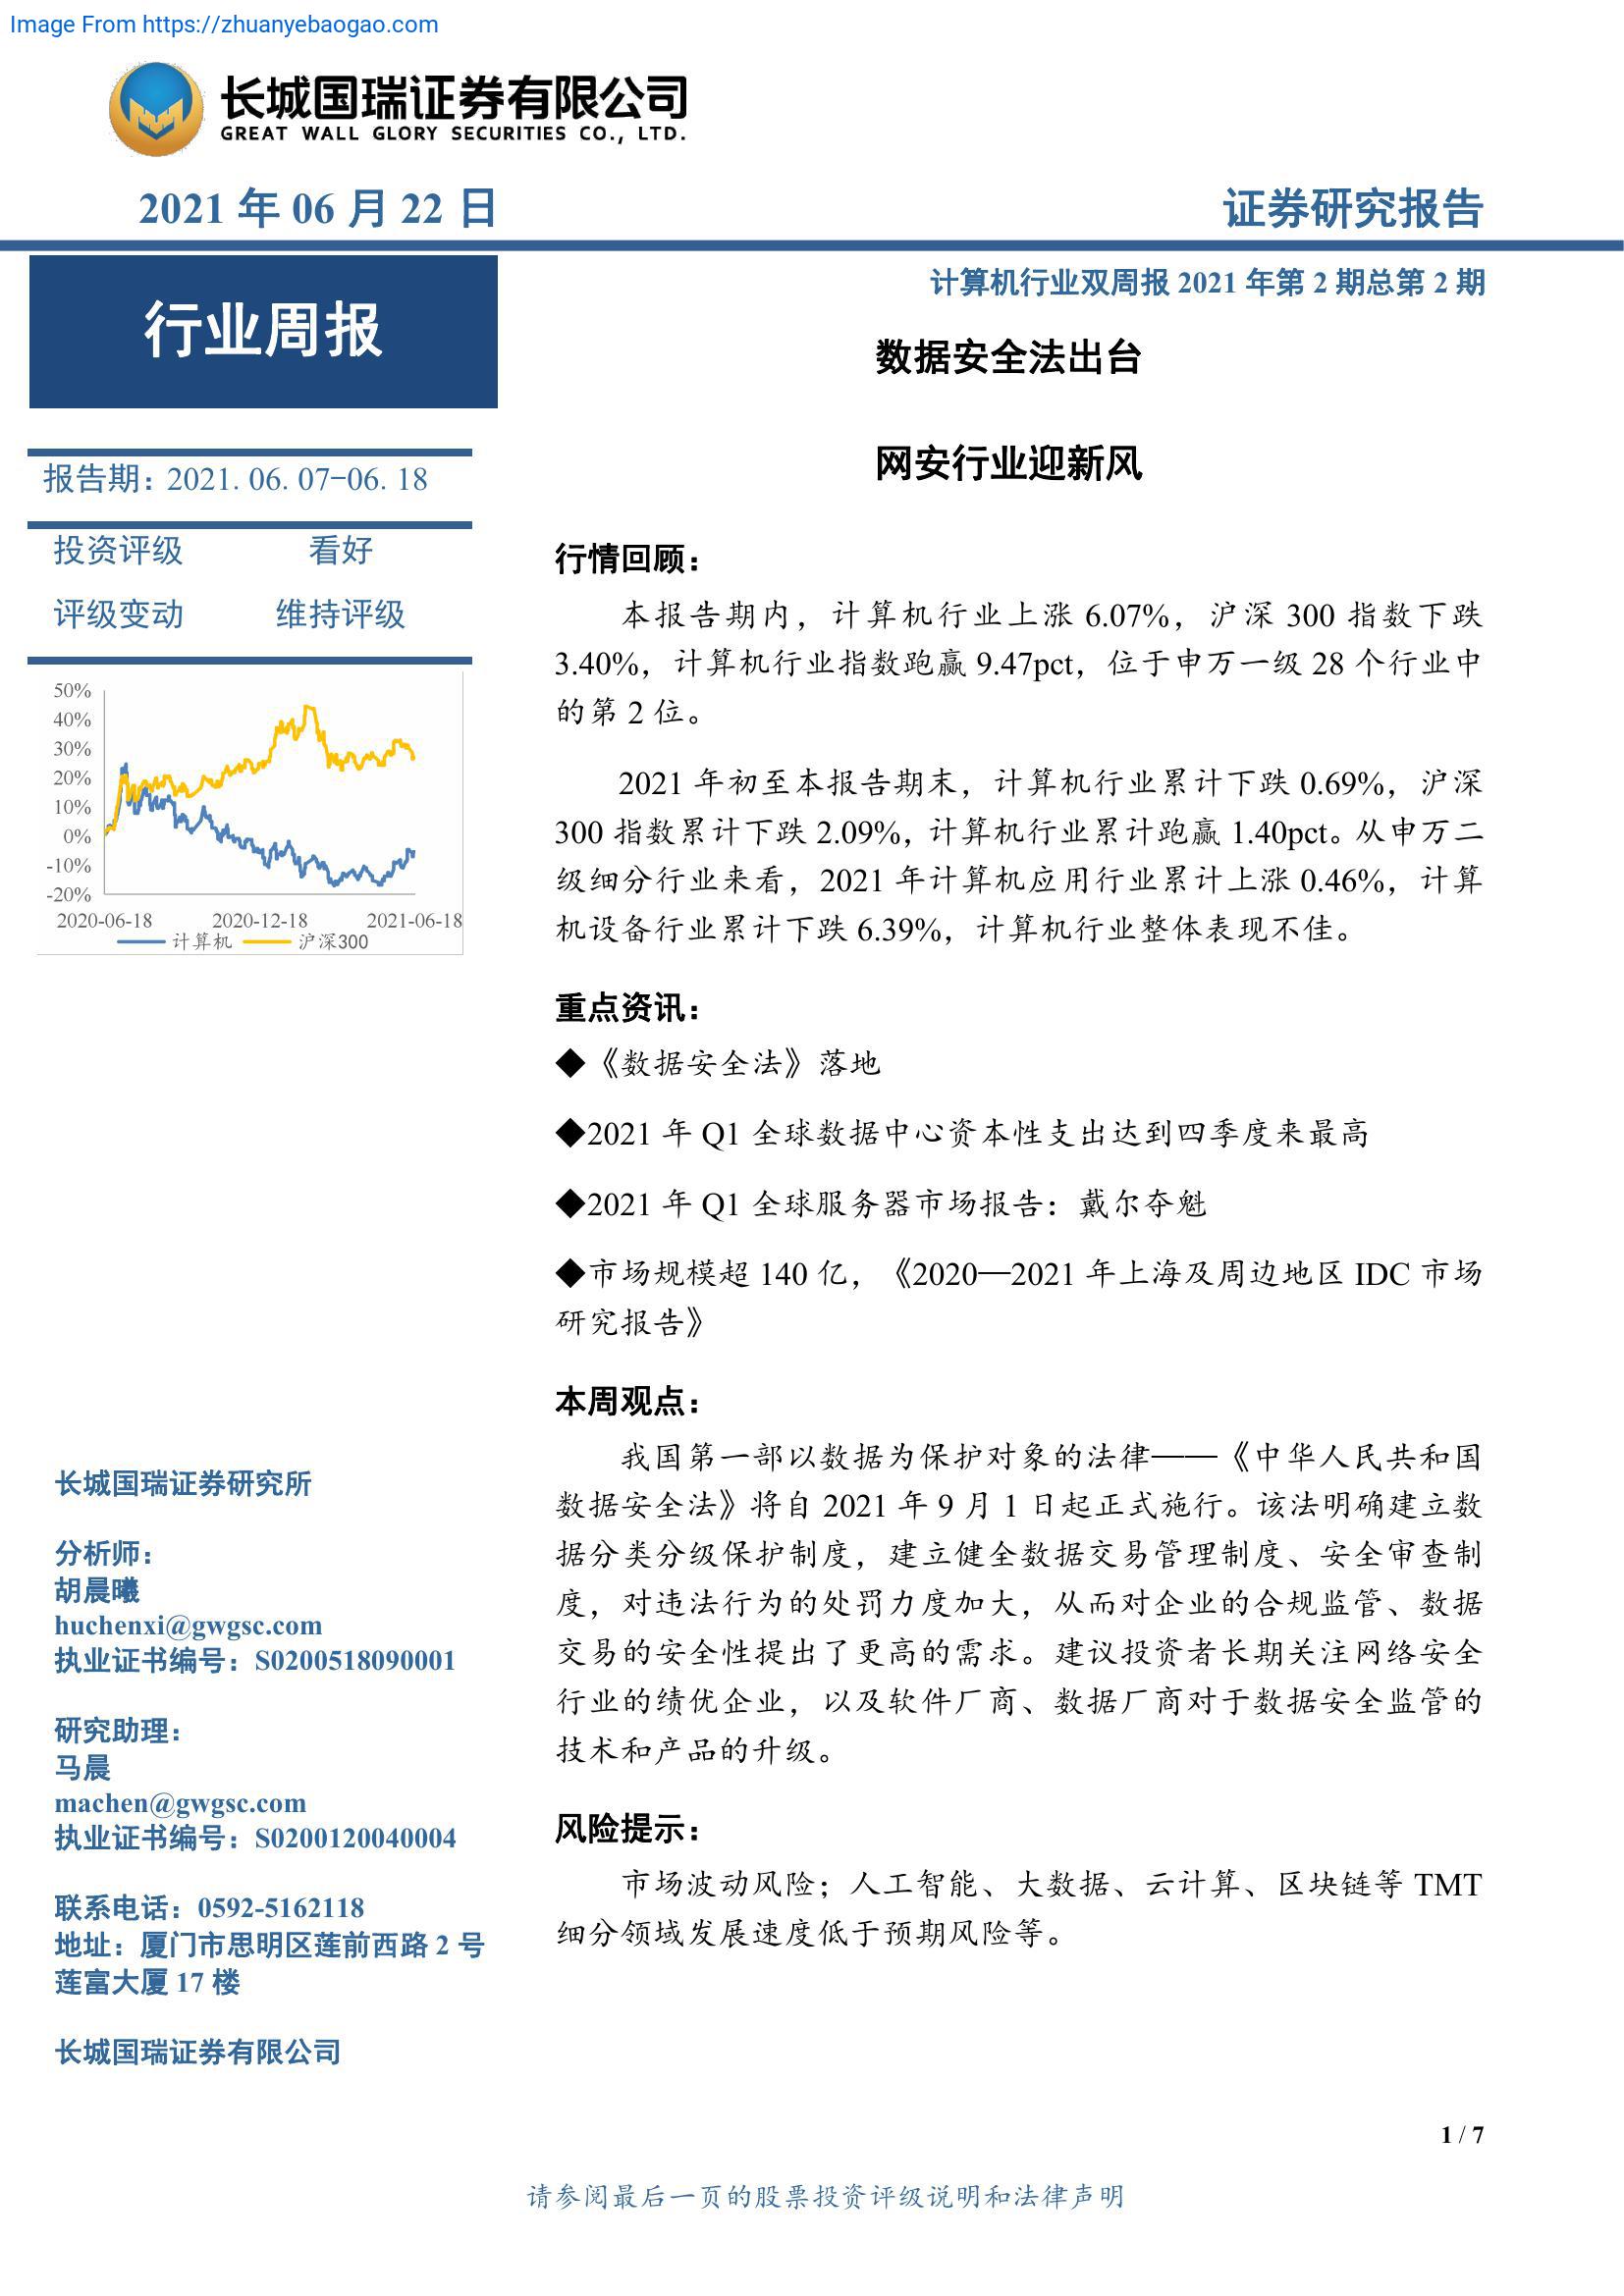 Image From https://zhuanyebaogao.com
长城国瑞证券有限公司
GREAT WALL GLORY SECURITIES CO., LTD.
2021 年 06 月 22 日
证券研究报告
行业周报
报告期：2021.06.07-06.18
投资评级 看好
评级变动 维持评级
50%
40%
30%
20%
10%
0%
-10%
-20%
2020-06-18 2020-12-18 2021-06-18
计算机 沪深300
长城国瑞证券研究所
分析师：
胡晨曦
huchenxi@gwgsc.com
执业证书编号：S0200518090001
研究助理：
马晨
machen@gwgsc.com
执业证书编号：S0200120040004
联系电话：0592-5162118
地址：厦门市思明区莲前西路 2 号
莲富大厦 17 楼
长城国瑞证券有限公司
计算机行业双周报 2021 年第 2 期总第 2 期
数据安全法出台
网安行业迎新风
行情回顾：
本报告期内，计算机行业上涨 6.07%，沪深 300 指数下跌
3.40%，计算机行业指数跑赢 9.47pct，位于申万一级 28 个行业中
的第 2 位。
2021 年初至本报告期末，计算机行业累计下跌 0.69%，沪深
300 指数累计下跌 2.09%，计算机行业累计跑赢 1.40pct。从申万二
级细分行业来看，2021 年计算机应用行业累计上涨 0.46%，计算
机设备行业累计下跌 6.39%，计算机行业整体表现不佳。
重点资讯：
◆《数据安全法》落地
◆2021 年 Q1 全球数据中心资本性支出达到四季度来最高
◆2021 年 Q1 全球服务器市场报告：戴尔夺魁
◆市场规模超 140 亿，《2020—2021 年上海及周边地区 IDC 市场
研究报告》
本周观点：
我国第一部以数据为保护对象的法律——《中华人民共和国
数据安全法》将自 2021 年 9 月 1 日起正式施行。该法明确建立数
据分类分级保护制度，建立健全数据交易管理制度、安全审查制
度，对违法行为的处罚力度加大，从而对企业的合规监管、数据
交易的安全性提出了更高的需求。建议投资者长期关注网络安全
行业的绩优企业，以及软件厂商、数据厂商对于数据安全监管的
技术和产品的升级。
风险提示：
市场波动风险；人工智能、大数据、云计算、区块链等 TMT
细分领域发展速度低于预期风险等。
1 / 7
请参阅最后一页的股票投资评级说明和法律声明